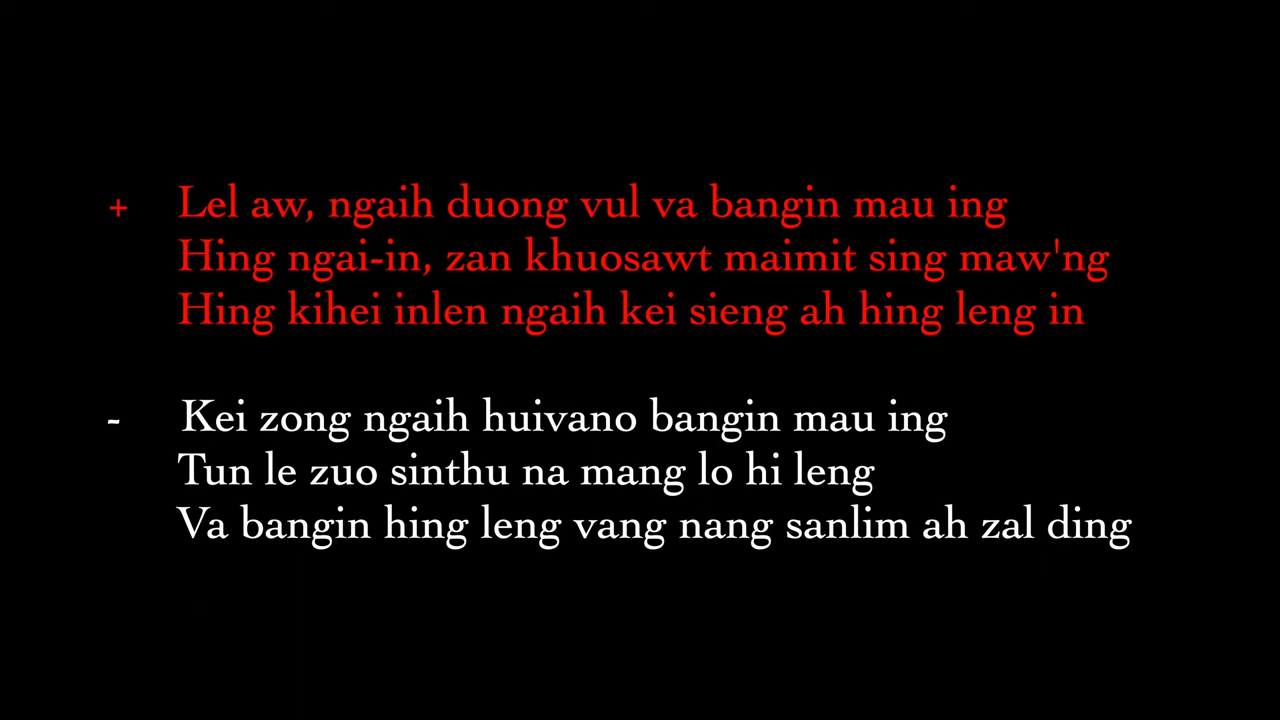 + Lel aw, ngaih duong vul va bangin mau ing
Hing ngai-in, zan khuosawt maimit sing maw'ng
Hing kihei inlen ngaih kei sieng ah hing leng in
- Kei zong ngaih huivano bangin mau ing
Tun le zuo sinthu na mang lo hi leng
Va bangin hing leng vang nang sanlim ah zal ding